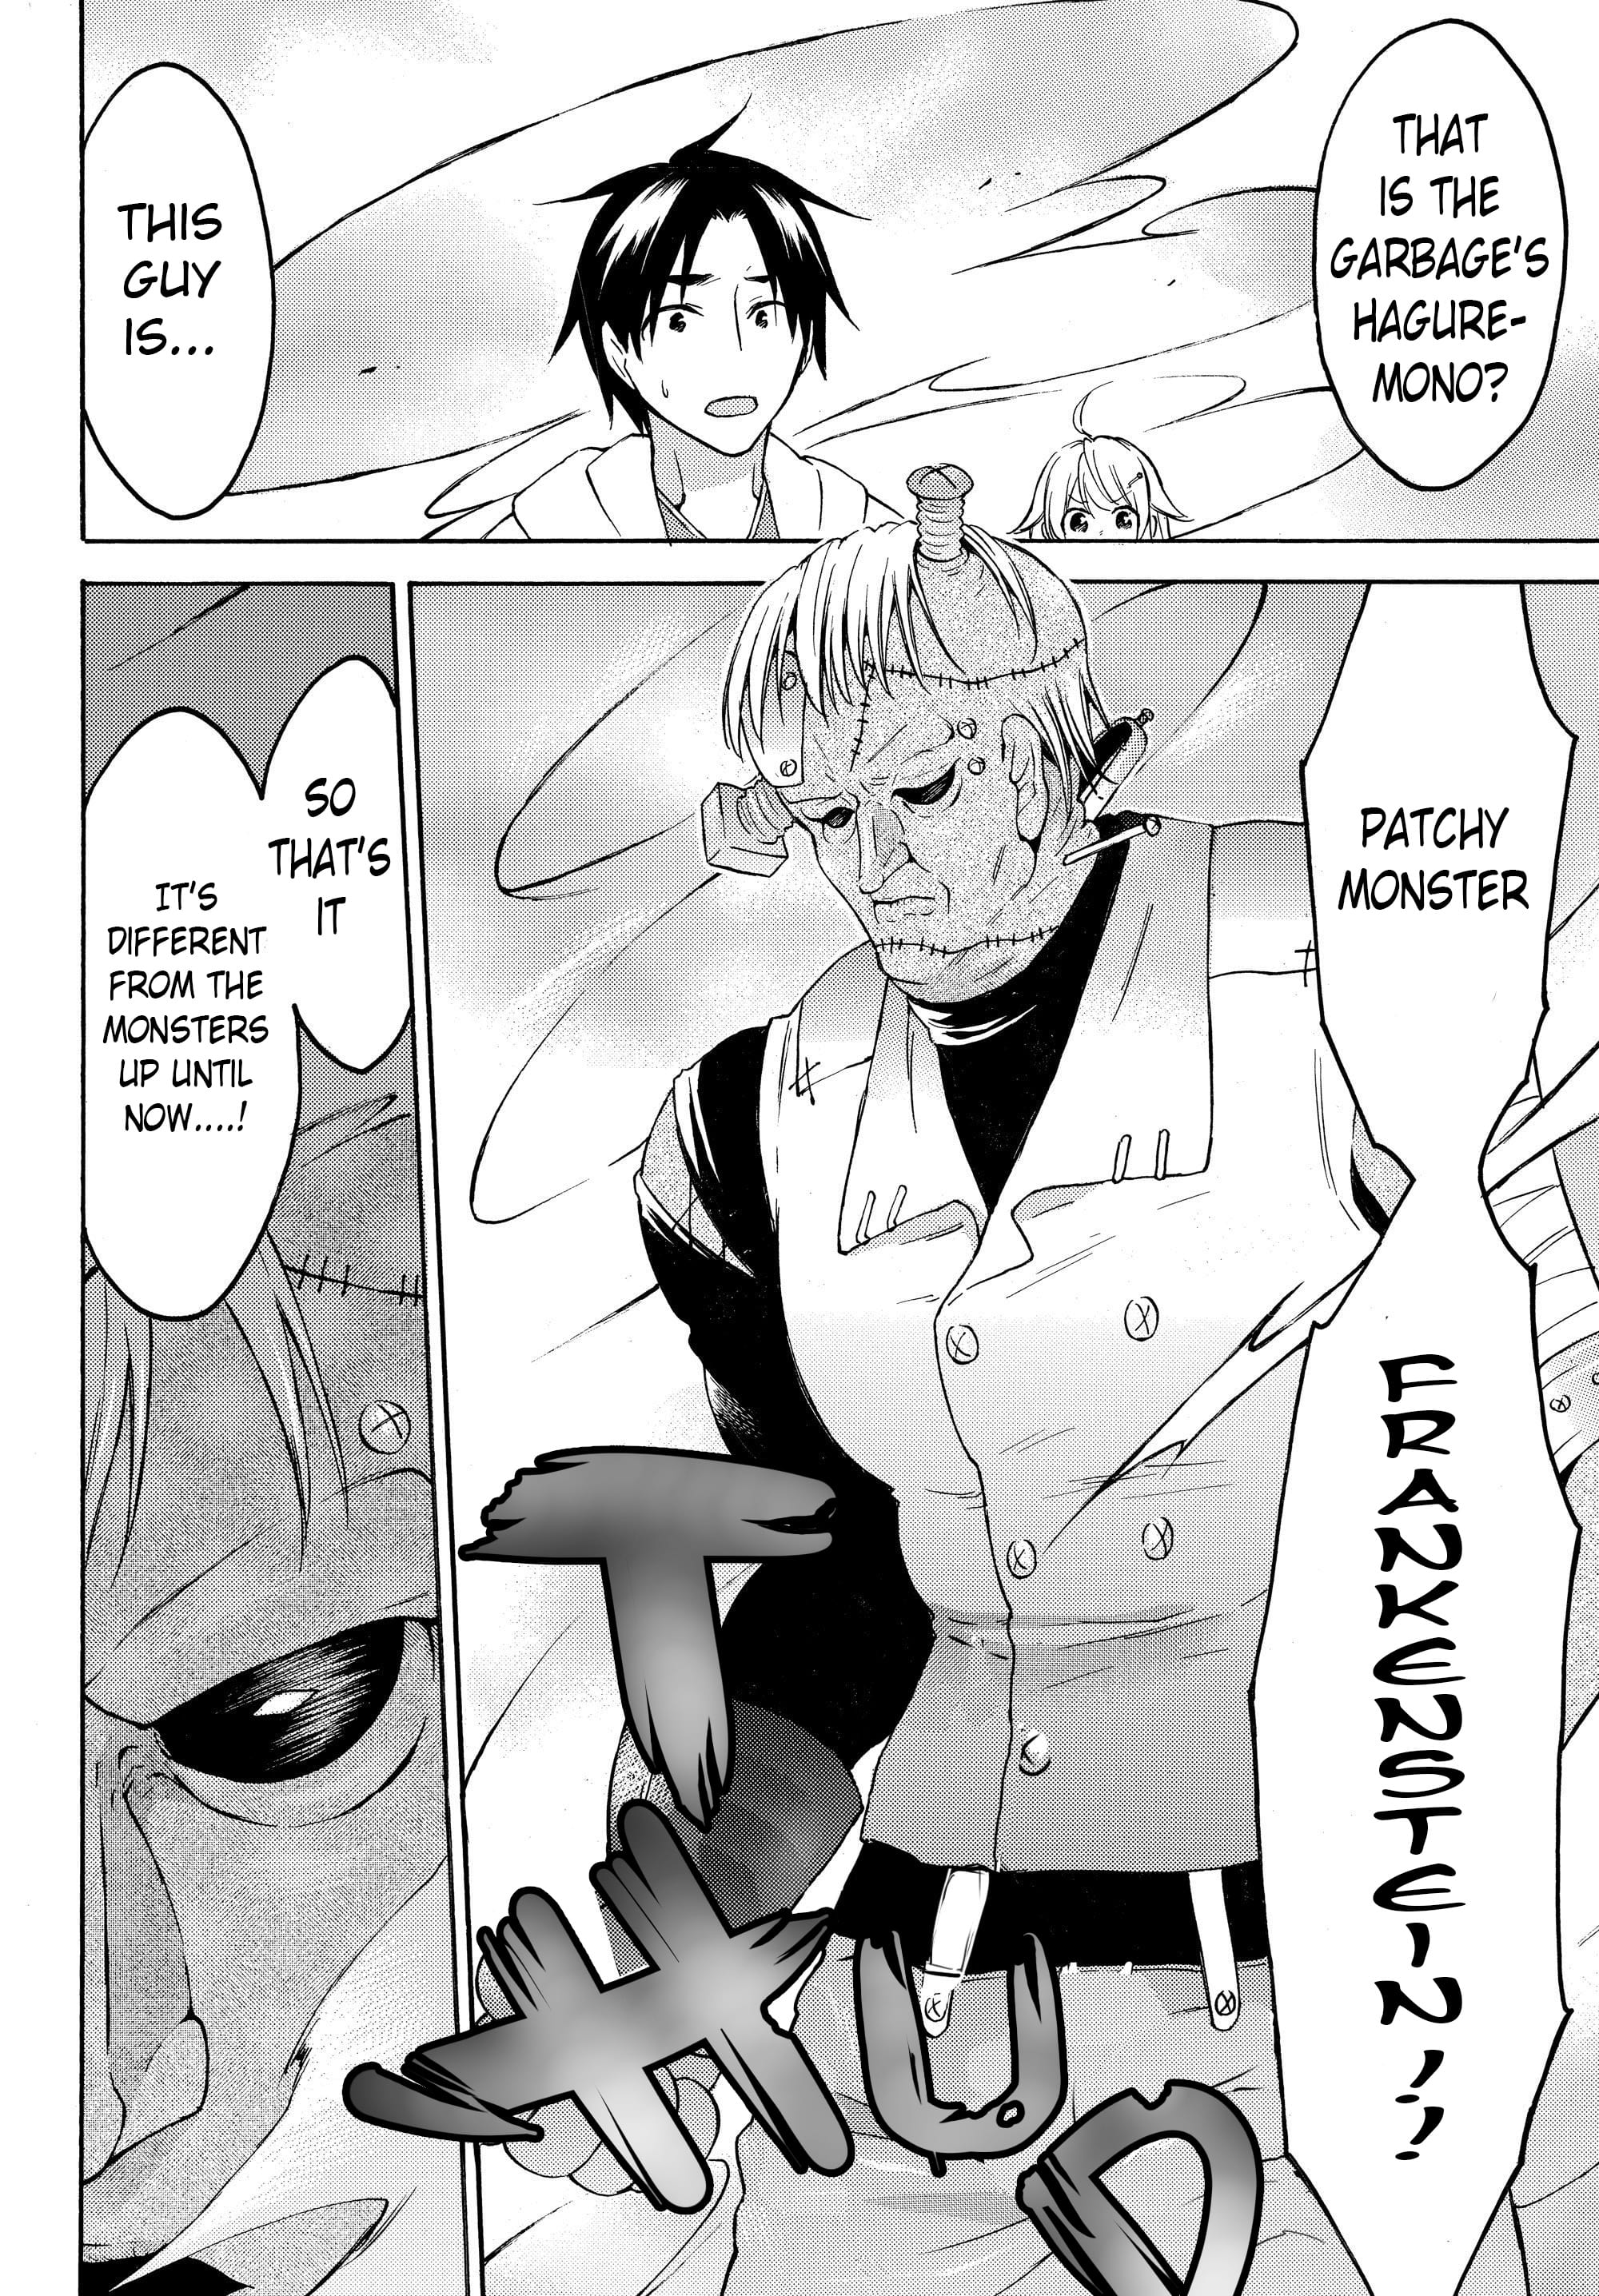 THAT
IS THE
GARBAGE'S
HAGURE-
MONO?
THIS
GUY
IS...
PATCHY
MONSTER
FRANKENSTEIN!!
THUD
SO
THAT'S
IT
IT'S
DIFFERENT
FROM THE
MONSTERS
UP UNTIL
NOW....!